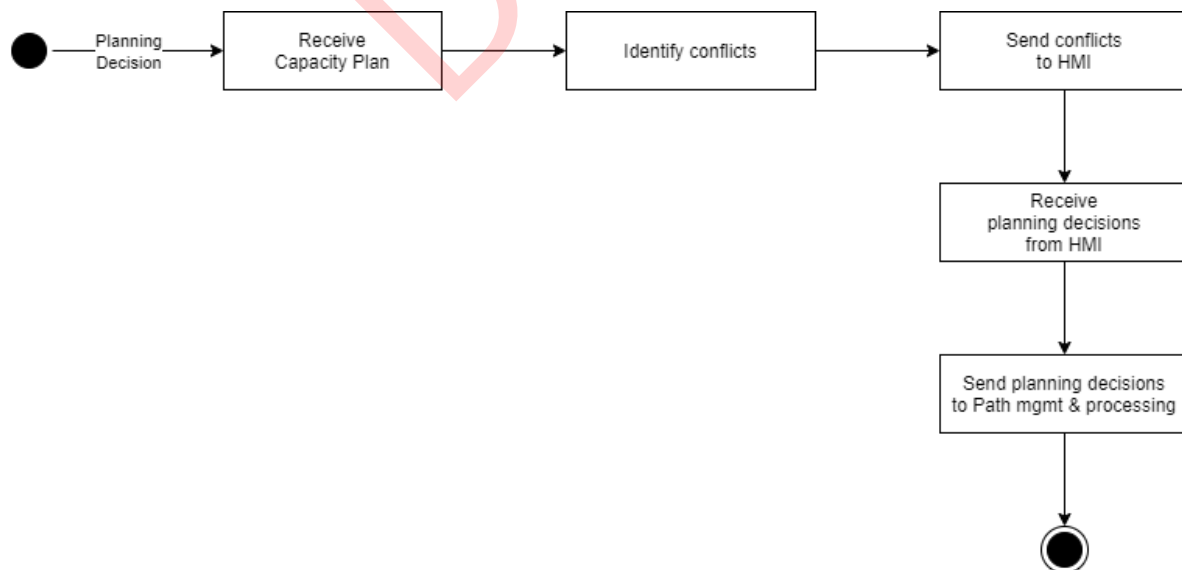 Planning
Decision
Receive
Capacity Plan
Identify conflicts
Send conflicts
to HMI
Receive
planning decisions
from HMI
Send planning decisions
to Path mgmt & processing